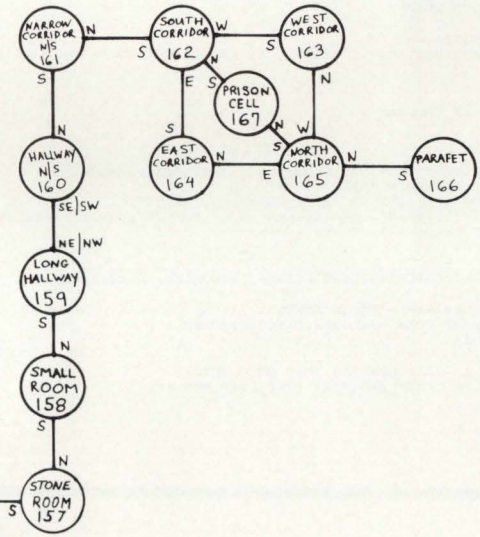 NARROW
CORRIDOR
N/S
161
N
S
S
SOUTH
CORRIDOR
162
W
S
N
E
WEST
CORRIDOR
163
N
S
PRISON
CELL
167
N
S
N
HALLWAY
N/S
160
SE/SW
S
EAST
CORRIDOR
164
N
E
W
NORTH
CORRIDOR
165
N
S
PARAFET
166
NE/NW
LONG
HALLWAY
159
S
N
SMALL
ROOM
158
S
N
STONE
ROOM
157
S